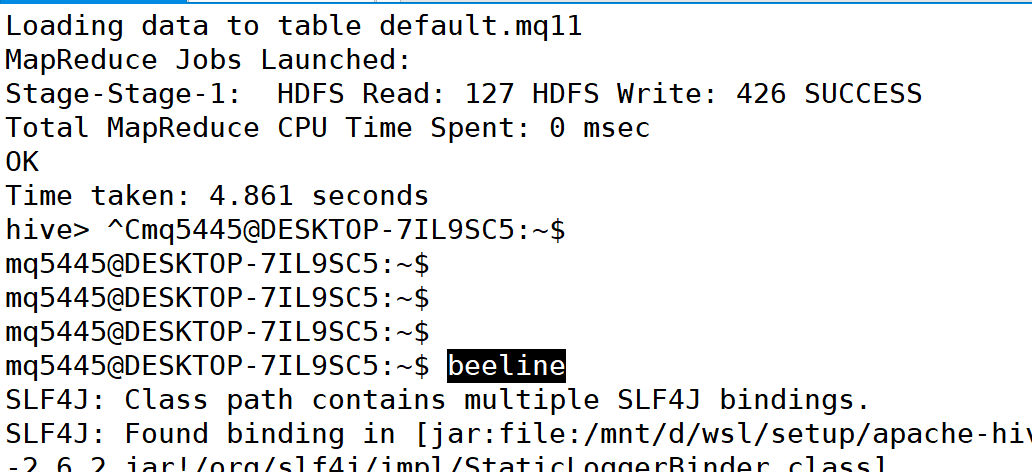 Loading data to table default.mq11
MapReduce Jobs Launched:
Stage-Stage-1:  HDFS Read: 127 HDFS Write: 426 SUCCESS
Total MapReduce CPU Time Spent: 0 msec
OK
Time taken: 4.861 seconds
hive> ^Cmq5445@DESKTOP-7IL9SC5:~$
mq5445@DESKTOP-7IL9SC5:~$
mq5445@DESKTOP-7IL9SC5:~$
mq5445@DESKTOP-7IL9SC5:~$
mq5445@DESKTOP-7IL9SC5:~$ beeline
SLF4J: Class path contains multiple SLF4J bindings.
SLF4J: Found binding in [jar:file:/mnt/d/wsl/setup/apache-hiv
-2.6.2.jar!/org/slf4j/impl/StaticLoggerBinder.class]